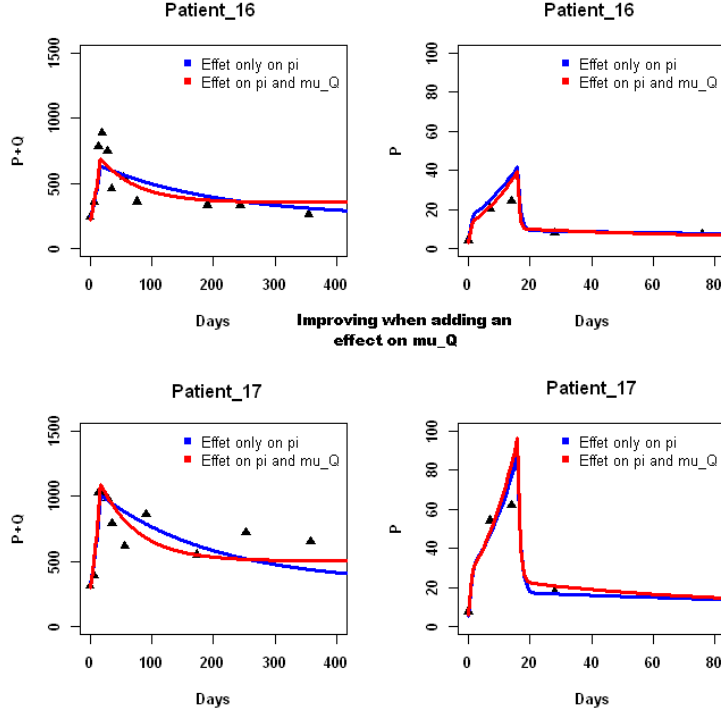 Patient_16
Patient_16
P+Q
1500
1000
500
0
Effet only on pi
Effect on pi and mu_Q
0 100 200 300 400
Days
P
100
80
60
40
20
0
Effet only on pi
Effect on pi and mu_Q
0 20 40 60 80
Days
Improving when adding an
effect on mu_Q
Patient_17
Patient_17
P+Q
1500
1000
500
0
Effet only on pi
Effect on pi and mu_Q
0 100 200 300 400
Days
P
100
80
60
40
20
0
Effet only on pi
Effect on pi and mu_Q
0 20 40 60 80
Days